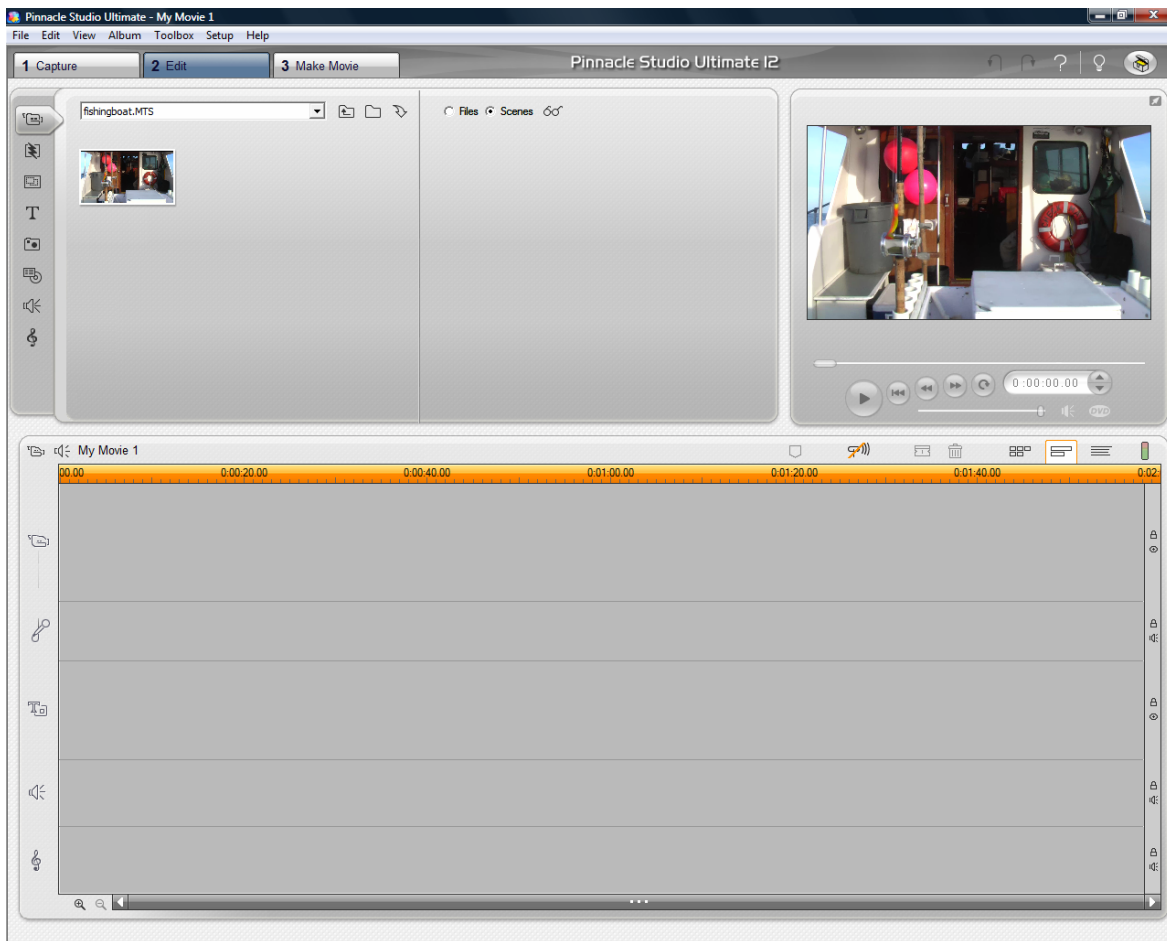 Pinnacle Studio Ultimate - My Movie 1
File Edit View Album Toolbox Setup Help
1 Capture 2 Edit 3 Make Movie Pinnacle Studio Ultimate 12
fishingboat.MTS Files Scenes
T
0:00:00.00
DVD
My Movie 1
00.00 0:00:20.00 0:00:40.00 0:01:00.00 0:01:20.00 0:01:40.00 0:02:
T